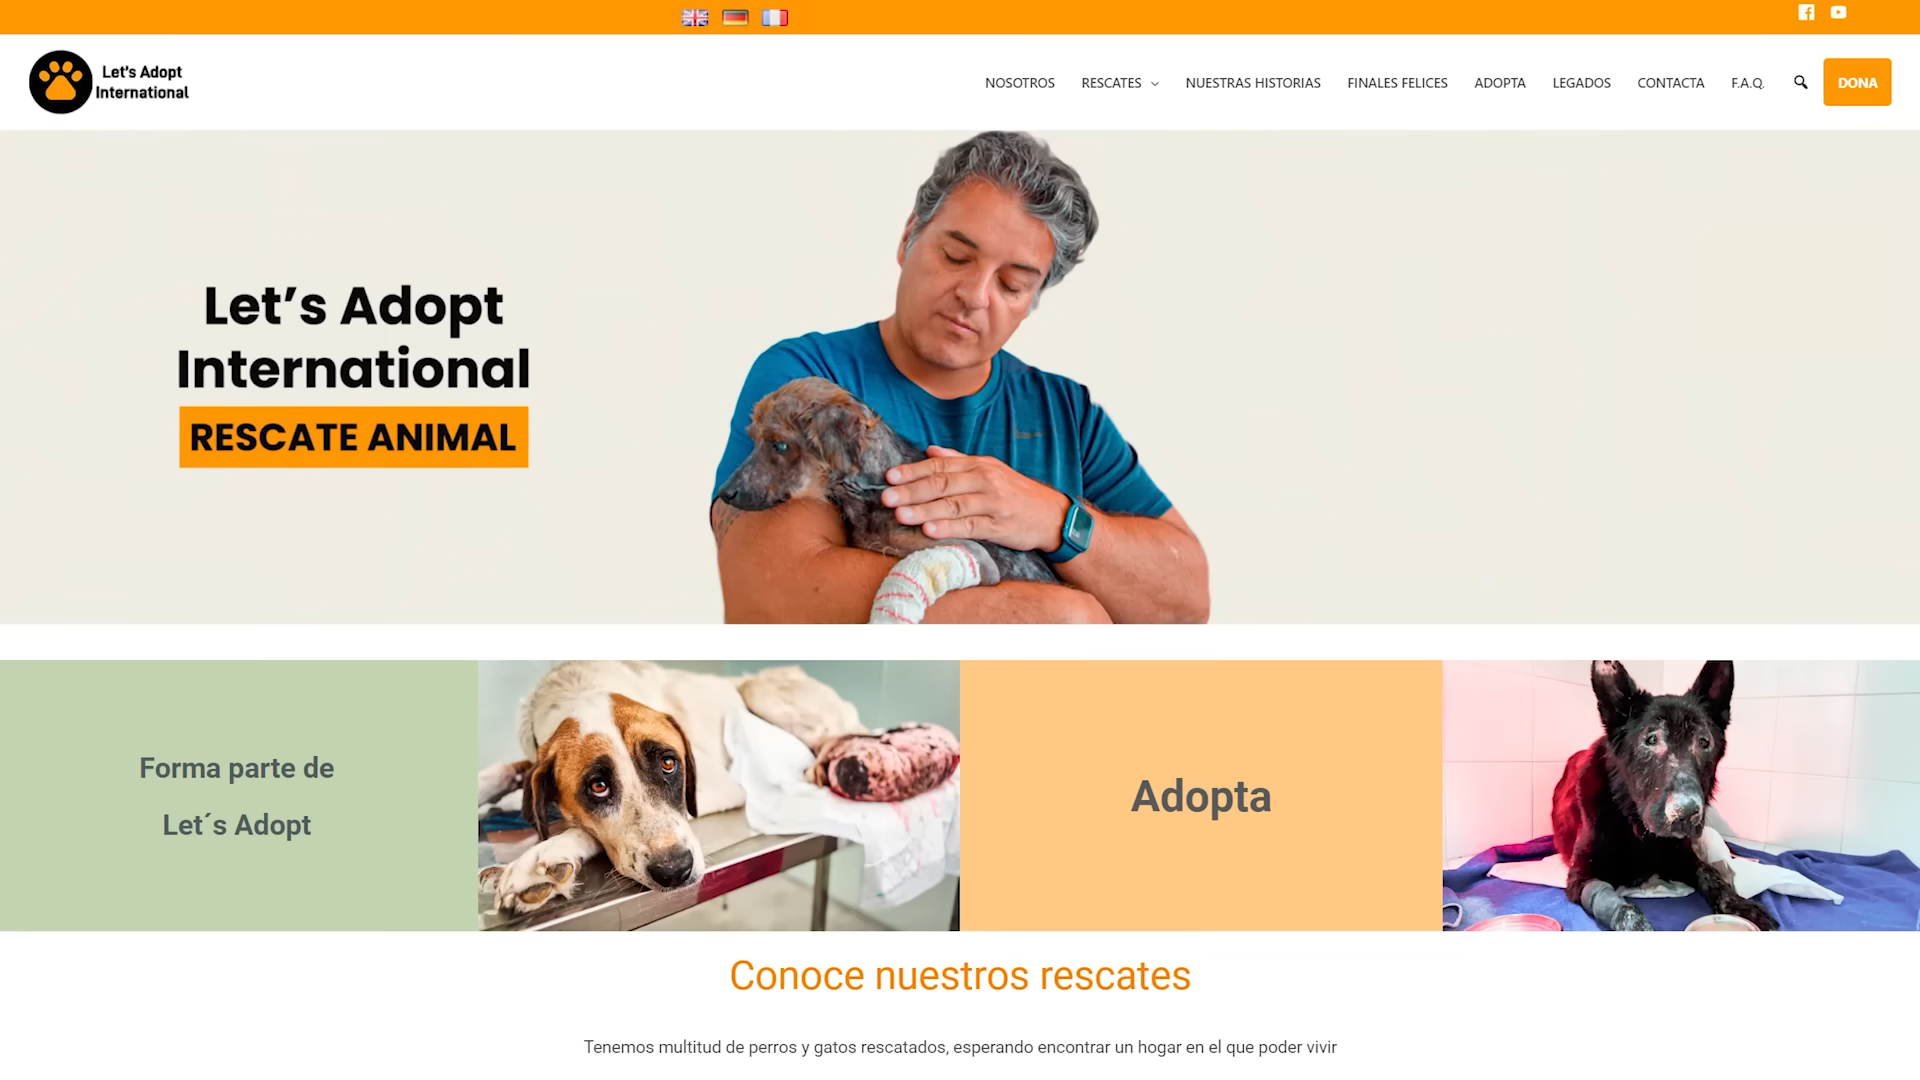 Let's Adopt
International
NOSOTROS
RESCATES
NUESTRAS HISTORIAS
FINALES FELICES
ADOPTA
LEGADOS
CONTACTA
F.A.Q.
DONA
Let’s Adopt
International
RESCATE ANIMAL
Forma parte de
Let´s Adopt
Adopta
Conoce nuestros rescates
Tenemos multitud de perros y gatos rescatados, esperando encontrar un hogar en el que poder vivir